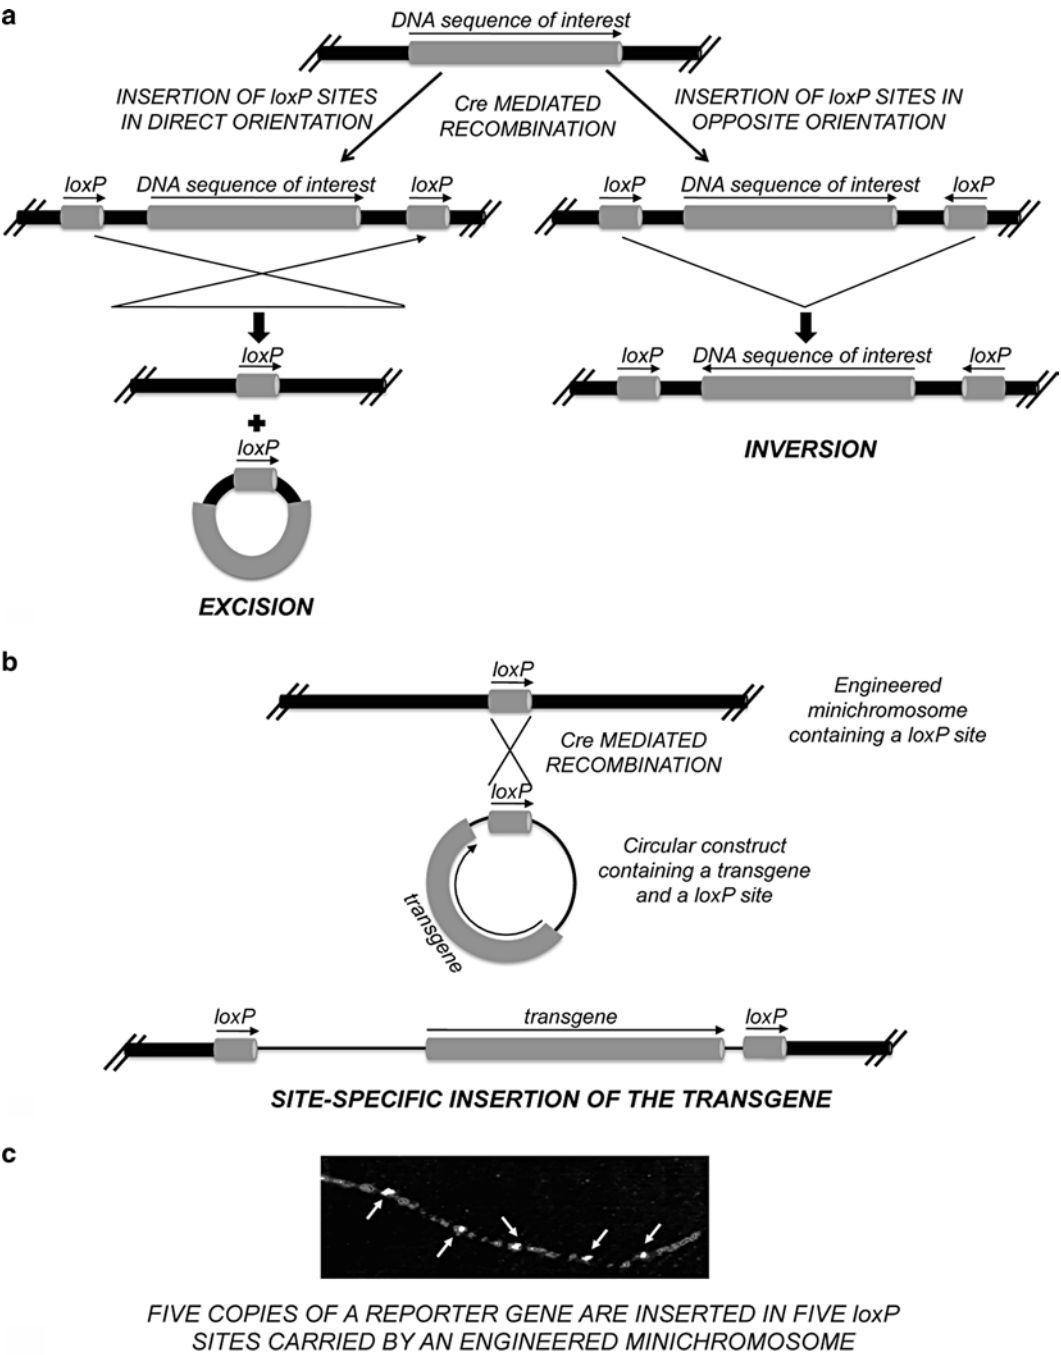 a
DNA sequence of interest
INSERTION OF loxP SITES
IN DIRECT ORIENTATION
Cre MEDIATED
RECOMBINATION
INSERTION OF loxP SITES IN
OPPOSITE ORIENTATION
loxP
DNA sequence of interest
loxP
loxP
DNA sequence of interest
loxP
loxP
loxP
DNA sequence of interest
loxP
loxP
INVERSION
EXCISION
b
loxP
Engineered
minichromosome
containing a loxP site
Cre MEDIATED
RECOMBINATION
loxP
Circular construct
containing a transgene
and a loxP site
transgene
loxP
transgene
loxP
SITE-SPECIFIC INSERTION OF THE TRANSGENE
c
FIVE COPIES OF A REPORTER GENE ARE INSERTED IN FIVE loxP
SITES CARRIED BY AN ENGINEERED MINICHROMOSOME